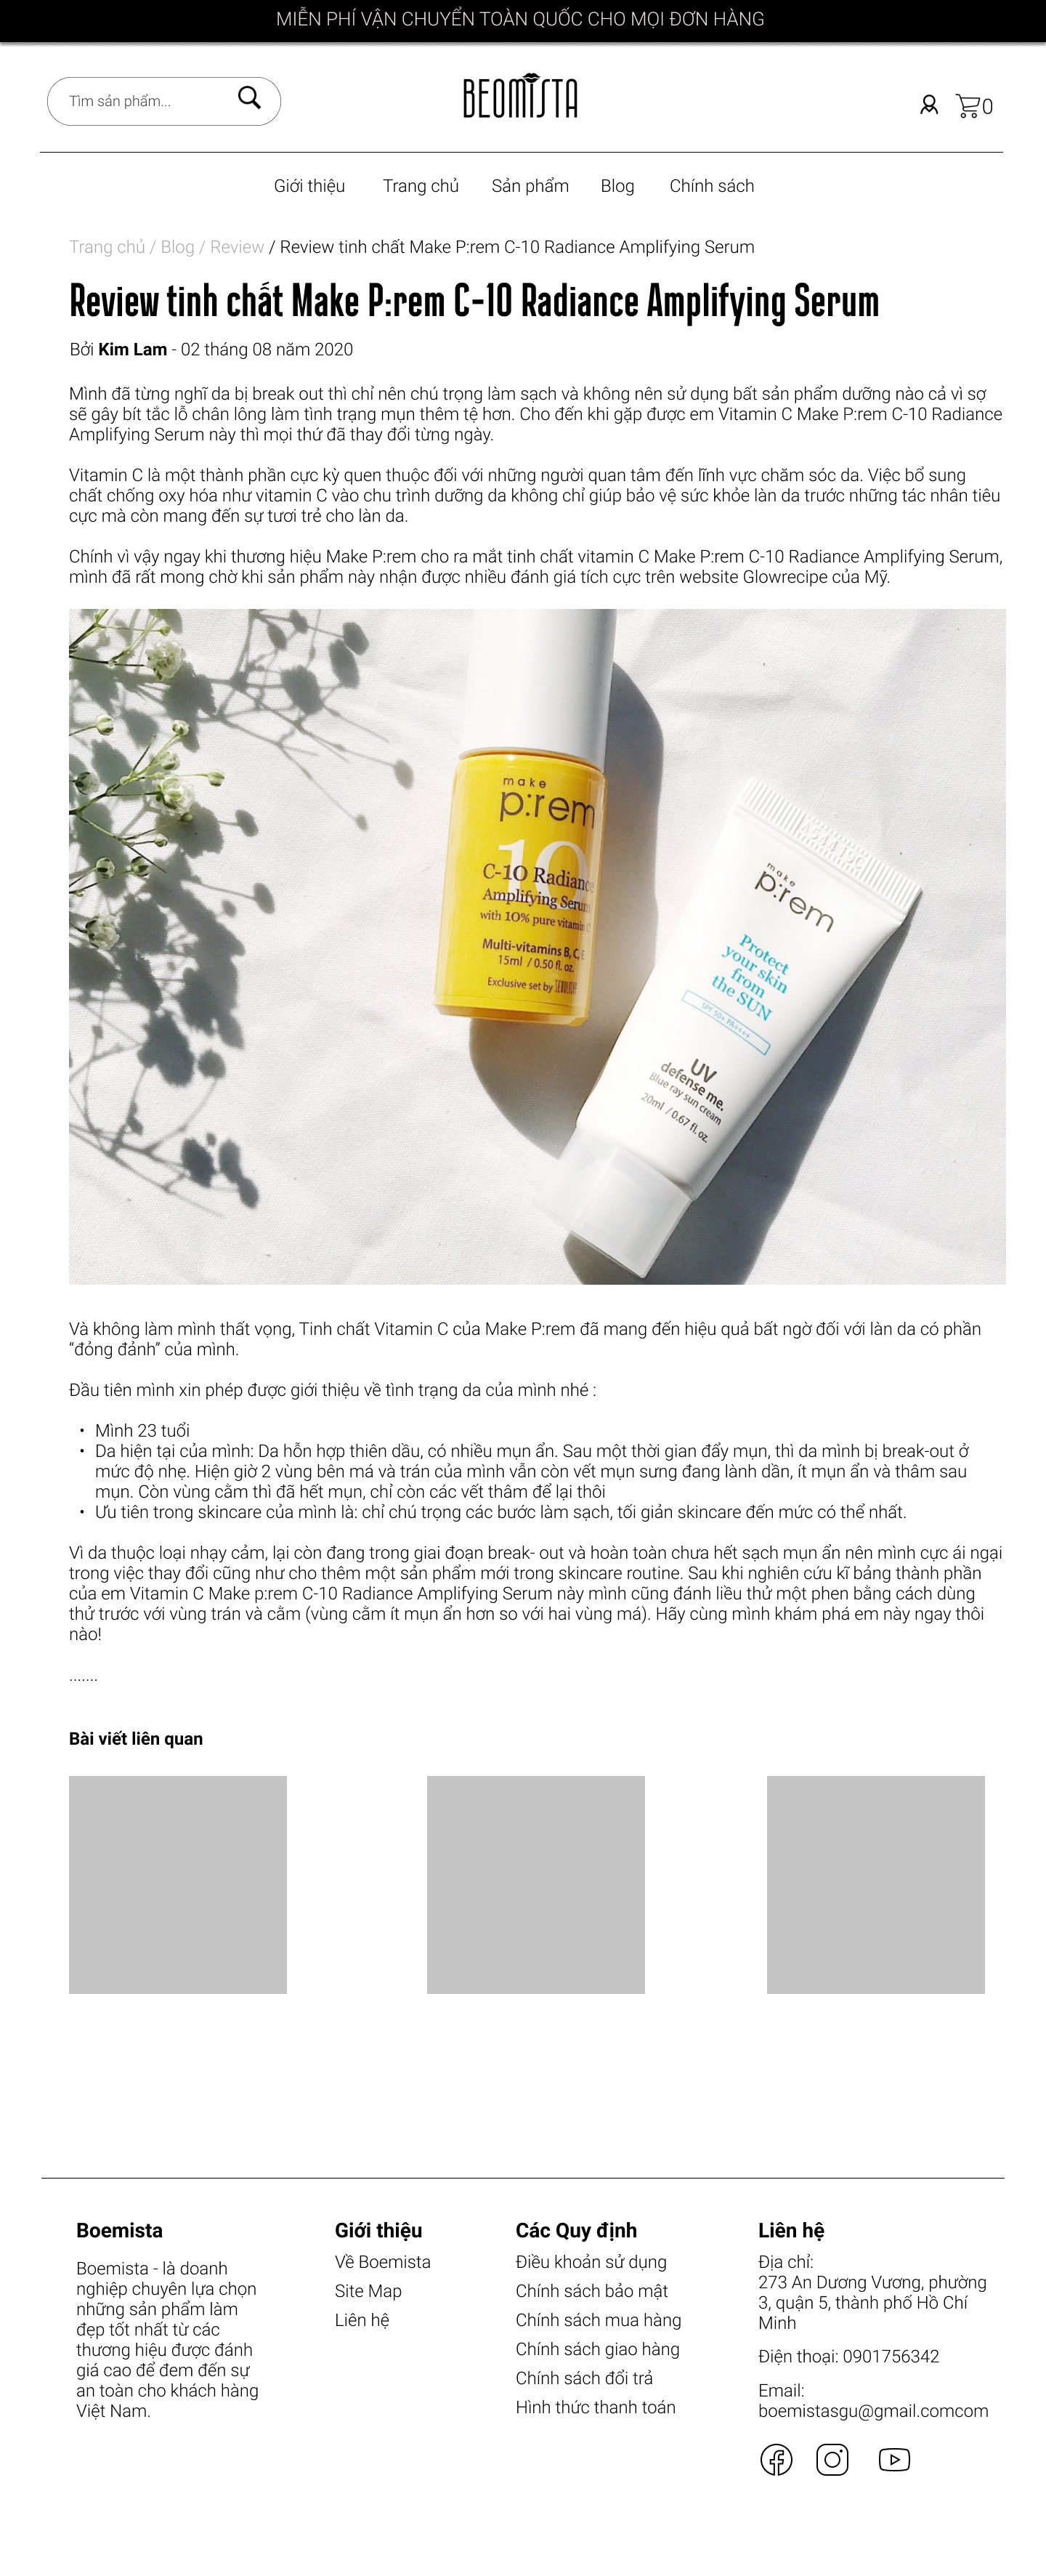 MIỄN PHÍ VẬN CHUYỂN TOÀN QUỐC CHO MỌI ĐƠN HÀNG
Tìm sản phẩm...
BEOMISTA
0
Giới thiệu Trang chủ Sản phẩm Blog Chính sách
Trang chủ / Blog / Review / Review tinh chất Make P:rem C-10 Radiance Amplifying Serum
Review tinh chất Make P:rem C-10 Radiance Amplifying Serum
Bởi Kim Lam - 02 tháng 08 năm 2020
Mình đã từng nghĩ da bị break out thì chỉ nên chú trọng làm sạch và không nên sử dụng bất sản phẩm dưỡng nào cả vì sợ
sẽ gây bít tắc lỗ chân lông làm tình trạng mụn thêm tệ hơn. Cho đến khi gặp được em Vitamin C Make P:rem C-10 Radiance
Amplifying Serum này thì mọi thứ đã thay đổi từng ngày.
Vitamin C là một thành phần cực kỳ quen thuộc đối với những người quan tâm đến lĩnh vực chăm sóc da. Việc bổ sung
chất chống oxy hóa như vitamin C vào chu trình dưỡng da không chỉ giúp bảo vệ sức khỏe làn da trước những tác nhân tiêu
cực mà còn mang đến sự tươi trẻ cho làn da.
Chính vì vậy ngay khi thương hiệu Make P:rem cho ra mắt tinh chất vitamin C Make P:rem C-10 Radiance Amplifying Serum,
mình đã rất mong chờ khi sản phẩm này nhận được nhiều đánh giá tích cực trên website Glowrecipe của Mỹ.
make
p:rem
10
C-10 Radiance
Amplifying Serum
with 10% pure vitamin C
Multi-vitamins B, C, E
15ml / 0.50 fl. oz.
Exclusive set by
make
p:rem
Protect
your skin
from
the SUN
SPF 50+ PA++++
UV
defense me.
Blue ray sun cream
20ml / 0.67 fl. oz.
Và không làm mình thất vọng, Tinh chất Vitamin C của Make P:rem đã mang đến hiệu quả bất ngờ đối với làn da có phần
“đỏng đảnh” của mình.
Đầu tiên mình xin phép được giới thiệu về tình trạng da của mình nhé :
• Mình 23 tuổi
• Da hiện tại của mình: Da hỗn hợp thiên dầu, có nhiều mụn ẩn. Sau một thời gian đẩy mụn, thì da mình bị break-out ở
mức độ nhẹ. Hiện giờ 2 vùng bên má và trán của mình vẫn còn vết mụn sưng đang lành dần, ít mụn ẩn và thâm sau
mụn. Còn vùng cằm thì đã hết mụn, chỉ còn các vết thâm để lại thôi
• Ưu tiên trong skincare của mình là: chỉ chú trọng các bước làm sạch, tối giản skincare đến mức có thể nhất.
Vì da thuộc loại nhạy cảm, lại còn đang trong giai đoạn break- out và hoàn toàn chưa hết sạch mụn ẩn nên mình cực ái ngại
trong việc thay đổi cũng như cho thêm một sản phẩm mới trong skincare routine. Sau khi nghiên cứu kĩ bảng thành phần
của em Vitamin C Make p:rem C-10 Radiance Amplifying Serum này mình cũng đánh liều thử một phen bằng cách dùng
thử trước với vùng trán và cằm (vùng cằm ít mụn ẩn hơn so với hai vùng má). Hãy cùng mình khám phá em này ngay thôi
nào!
.......
Bài viết liên quan
Boemista
Boemista - là doanh
nghiệp chuyên lựa chọn
những sản phẩm làm
đẹp tốt nhất từ các
thương hiệu được đánh
giá cao để đem đến sự
an toàn cho khách hàng
Việt Nam.
Giới thiệu
Về Boemista
Site Map
Liên hệ
Các Quy định
Điều khoản sử dụng
Chính sách bảo mật
Chính sách mua hàng
Chính sách giao hàng
Chính sách đổi trả
Hình thức thanh toán
Liên hệ
Địa chỉ:
273 An Dương Vương, phường
3, quận 5, thành phố Hồ Chí
Minh
Điện thoại: 0901756342
Email:
boemistasgu@gmail.comcom